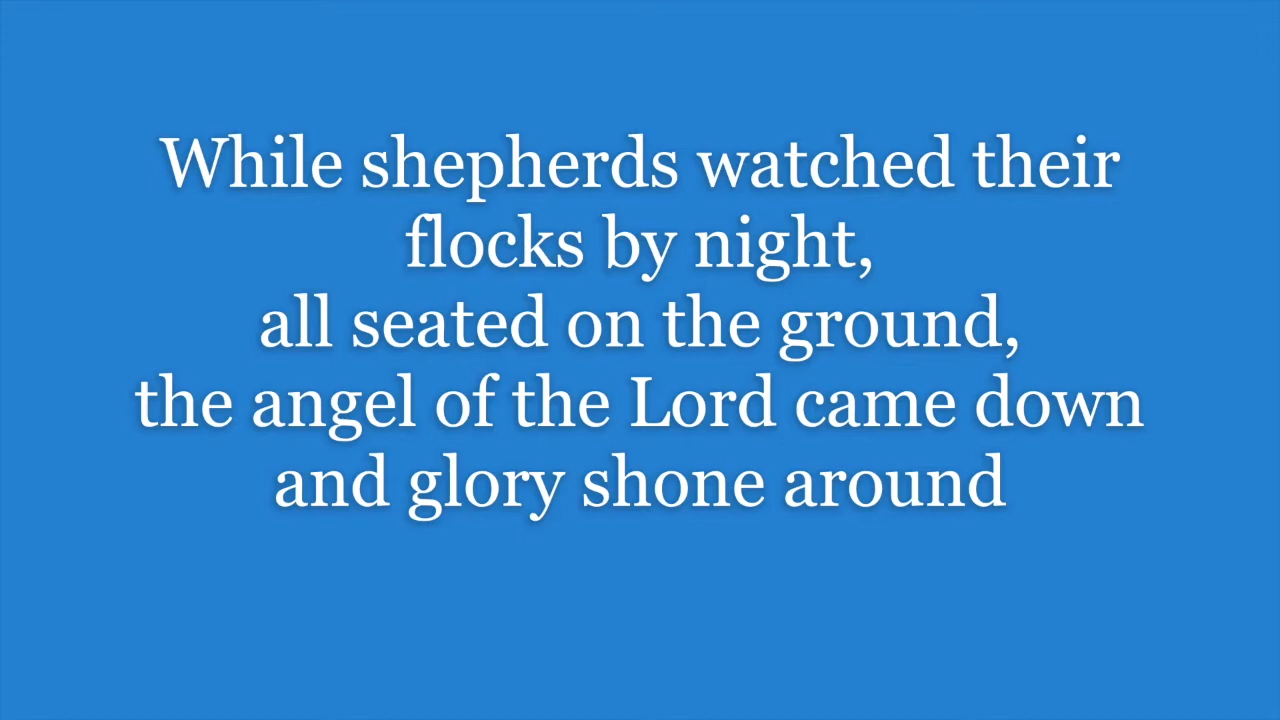 While shepherds watched their
flocks by night,
all seated on the ground,
the angel of the Lord came down
and glory shone around